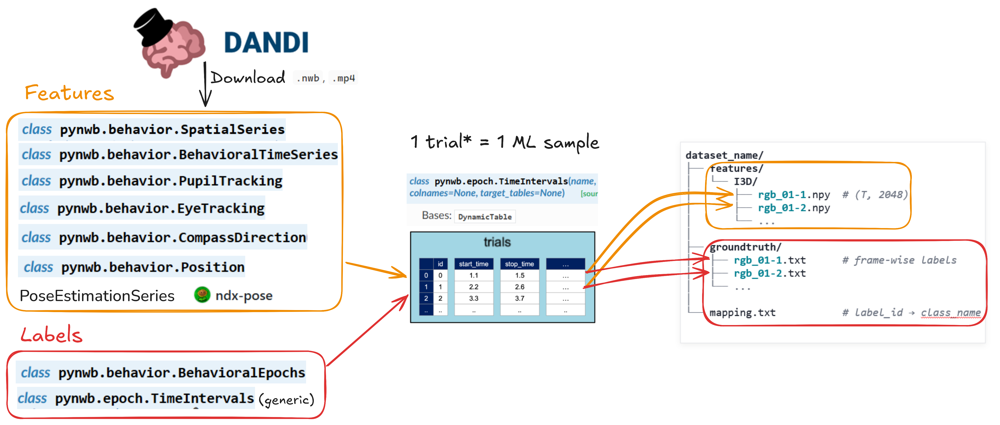 DANDI
Download .nwb, .mp4
Features
class pynwb.behavior.SpatialSeries
class pynwb.behavior.BehavioralTimeSeries
class pynwb.behavior.PupilTracking
class pynwb.behavior.EyeTracking
class pynwb.behavior.CompassDirection
class pynwb.behavior.Position
PoseEstimationSeries ndx-pose
Labels
class pynwb.behavior.BehavioralEpochs
class pynwb.epoch.TimeIntervals (generic)
1 trial* = 1 ML sample
class pynwb.epoch.TimeIntervals(name,
colnames=None, target_tables=None) [sour
Bases: DynamicTable
trials
id start_time stop_time ...
0 0 1.1 1.5 ...
1 1 2.2 2.6 ...
2 2 3.3 3.7 ...
.. .. .. .. ..
dataset_name/
features/
I3D/
rgb_01-1.npy # (T, 2048)
rgb_01-2.npy
...
groundtruth/
rgb_01-1.txt # frame-wise labels
rgb_01-2.txt
...
mapping.txt # label_id → class_name